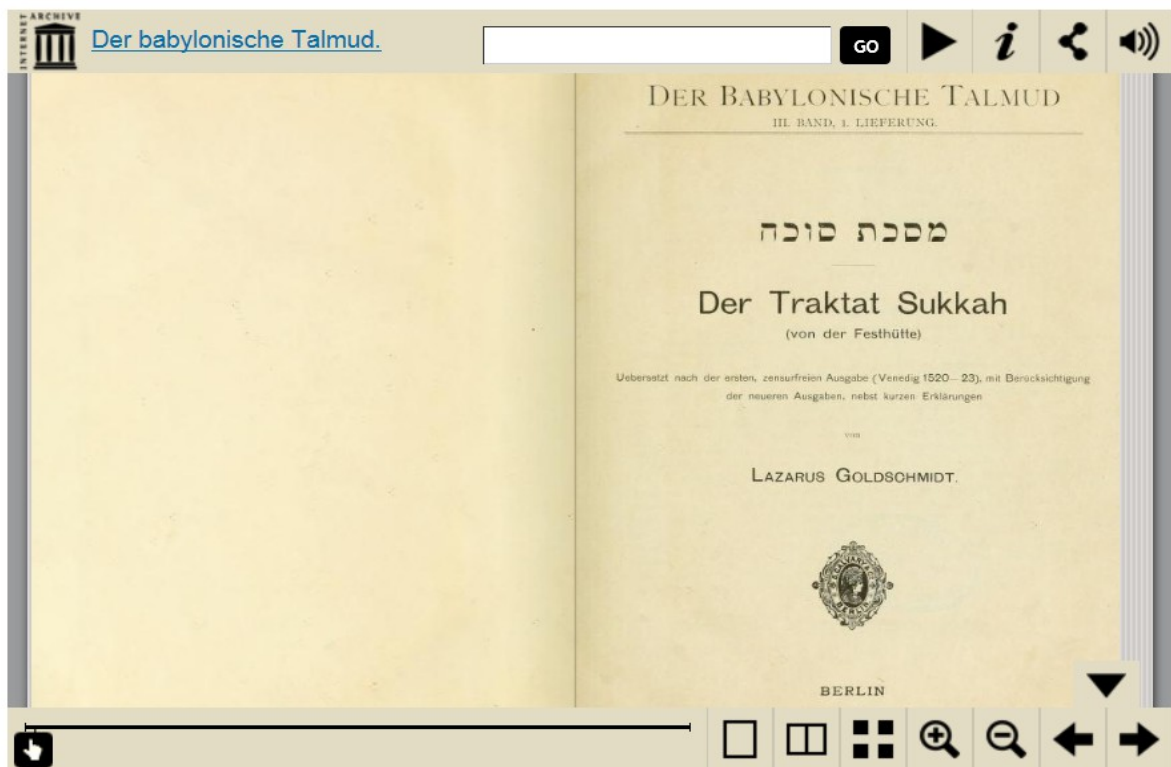 INTERNET ARCHIVE
Der babylonische Talmud.
GO
DER BABYLONISCHE TALMUD
III. BAND, 1. LIEFERUNG.
מסכת סוכה
Der Traktat Sukkah
(von der Festhütte)
Uebersetzt nach der ersten, zensurfreien Ausgabe (Venedig 1520—23), mit Berücksichtigung
der neueren Ausgaben, nebst kurzen Erklärungen
von
LAZARUS GOLDSCHMIDT.
S. CALVARY & C° BERLIN
BERLIN